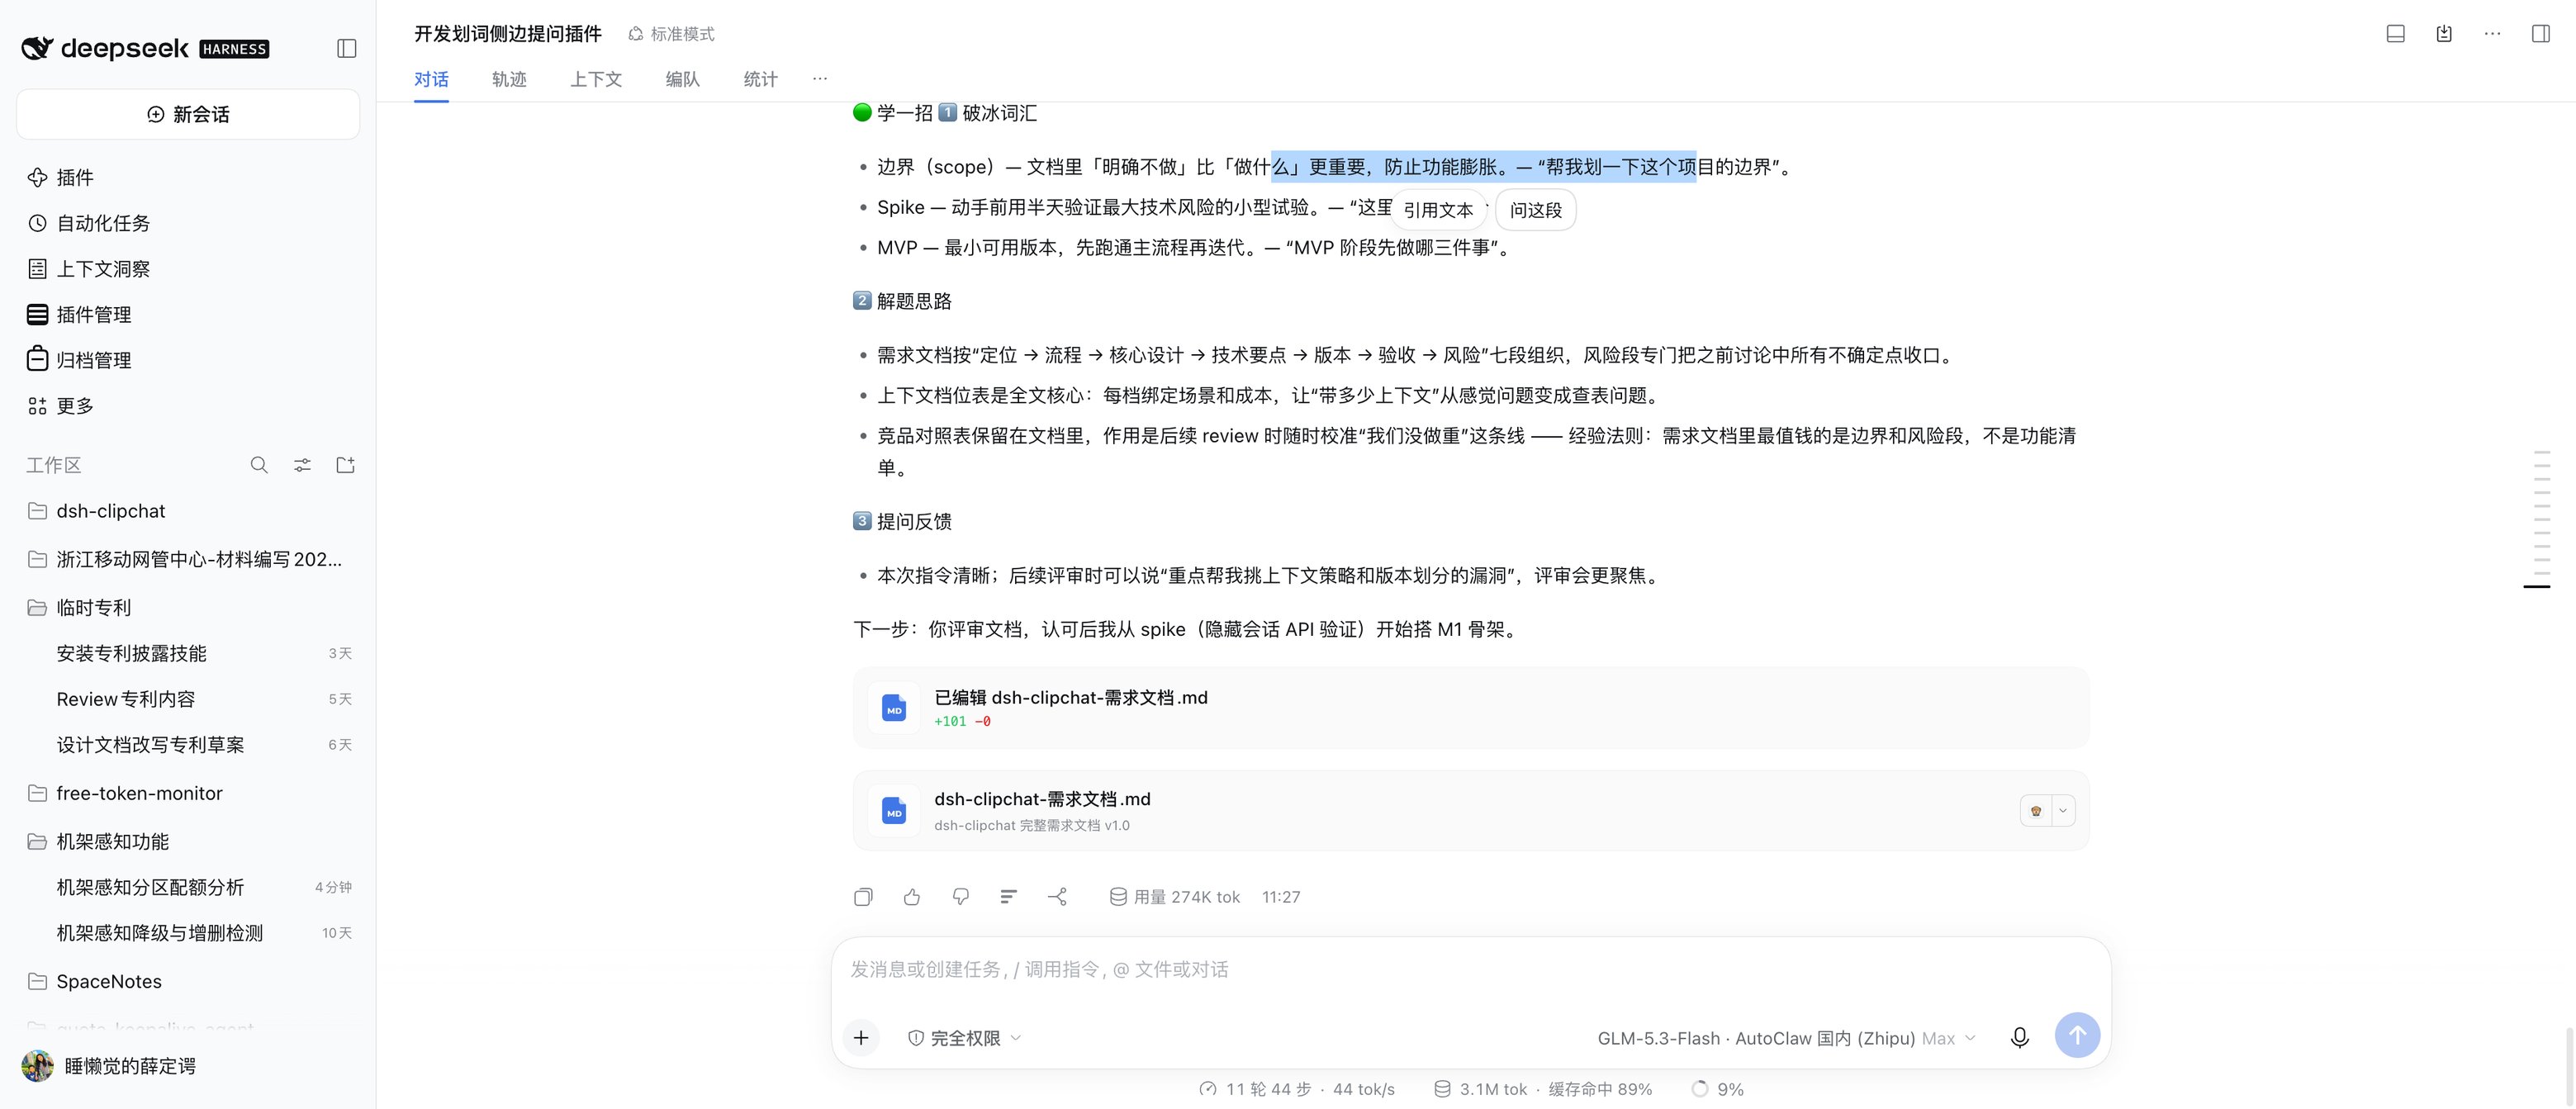 deepseek HARNESS
新会话
插件
自动化任务
上下文洞察
插件管理
归档管理
更多
工作区
dsh-clipchat
浙江移动网管中心-材料编写202...
临时专利
安装专利披露技能 3天
Review专利内容 5天
设计文档改写专利草案 6天
free-token-monitor
机架感知功能
机架感知分区配额分析 4分钟
机架感知降级与增删检测 10天
SpaceNotes
睡懒觉的薛定谔
开发划词侧边提问插件 标准模式
对话 轨迹 上下文 编队 统计 ...
学一招 1 破冰词汇
• 边界（scope）— 文档里「明确不做」比「做什么」更重要，防止功能膨胀。— “帮我划一下这个项目的边界”。
• Spike — 动手前用半天验证最大技术风险的小型试验。— “这里
引用文本 问这段
• MVP — 最小可用版本，先跑通主流程再迭代。— “MVP 阶段先做哪三件事”。
2 解题思路
• 需求文档按“定位 → 流程 → 核心设计 → 技术要点 → 版本 → 验收 → 风险”七段组织，风险段专门把之前讨论中所有不确定点收口。
• 上下文档位表是全文核心：每档绑定场景和成本，让“带多少上下文”从感觉问题变成查表问题。
• 竞品对照表保留在文档里，作用是后续 review 时随时校准“我们没做重”这条线 —— 经验法则：需求文档里最值钱的是边界和风险段，不是功能清
单。
3 提问反馈
• 本次指令清晰；后续评审时可以说“重点帮我挑上下文策略和版本划分的漏洞”，评审会更聚焦。
下一步：你评审文档，认可后我从 spike（隐藏会话 API 验证）开始搭 M1 骨架。
MD
已编辑 dsh-clipchat-需求文档.md
+101 -0
MD
dsh-clipchat-需求文档.md
dsh-clipchat 完整需求文档 v1.0
用量 274K tok 11:27
发消息或创建任务, / 调用指令, @ 文件或对话
完全权限
GLM-5.3-Flash · AutoClaw 国内 (Zhipu) Max
11 轮 44 步 · 44 tok/s 3.1M tok · 缓存命中 89% 9%